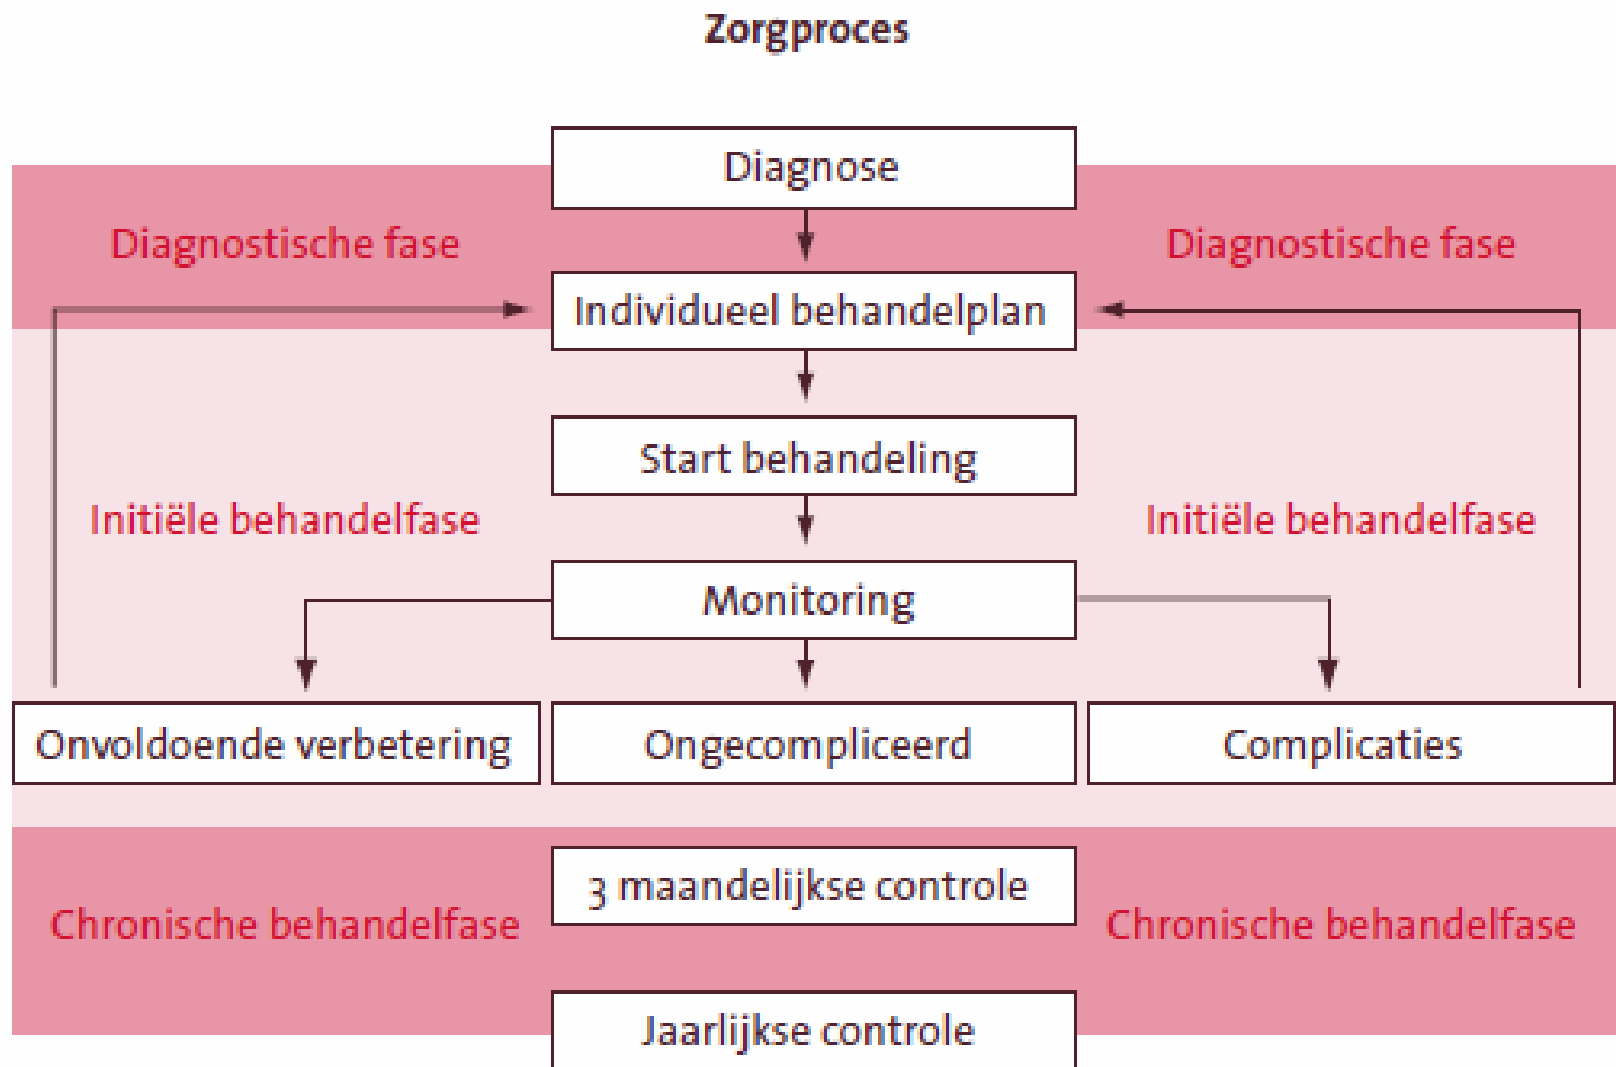 Zorgproces
Diagnose
Diagnostische fase
Diagnostische fase
Individueel behandelplan
Start behandeling
Initiële behandelfase
Initiële behandelfase
Monitoring
Onvoldoende verbetering
Ongecompliceerd
Complicaties
3 maandelijkse controle
Chronische behandelfase
Chronische behandelfase
Jaarlijkse controle